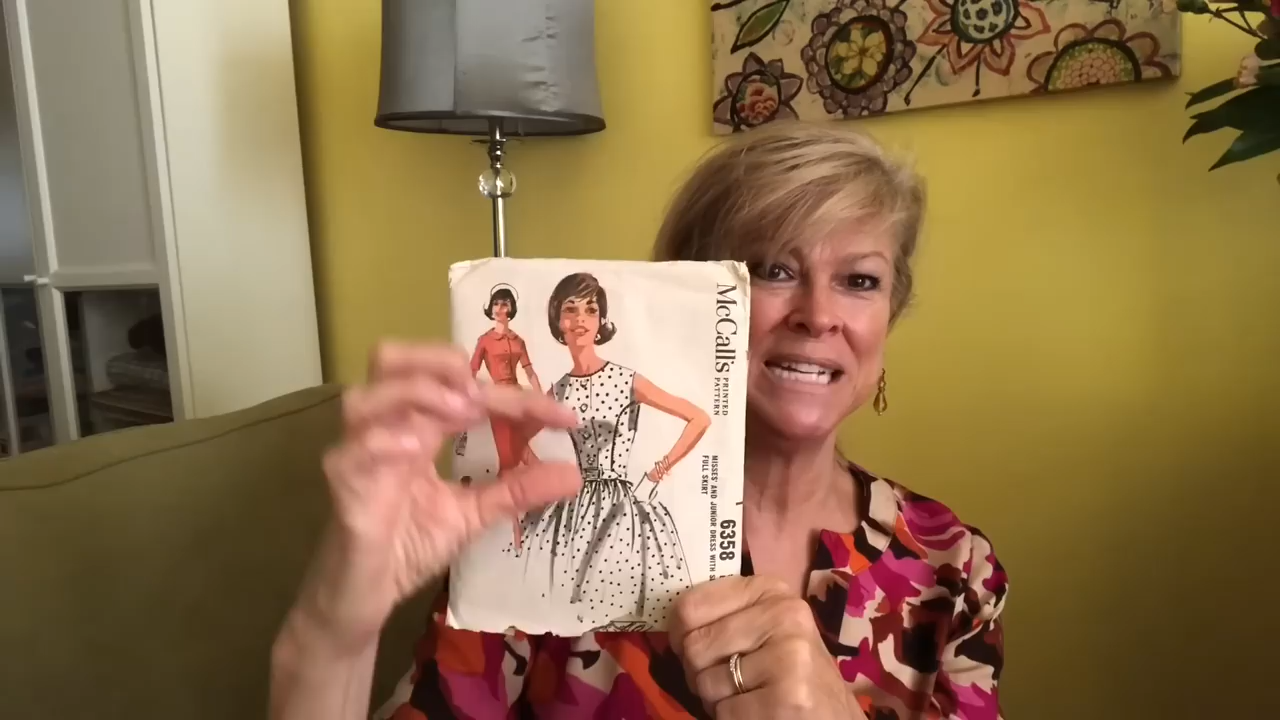 McCall's
PRINTED
PATTERN
6358
MISSES' AND JUNIOR DRESS WITH
FULL SKIRT